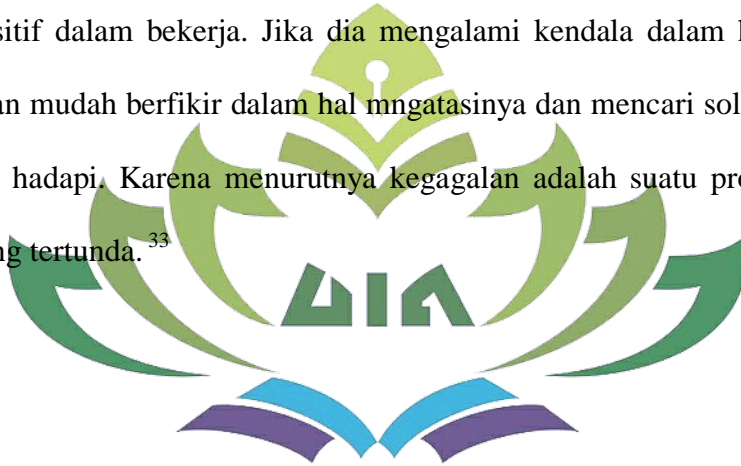 sitif dalam bekerja. Jika dia mengalami kendala dalam
an mudah berfikir dalam hal mngatasinya dan mencari sol
hadapi. Karena menurutnya kegagalan adalah suatu pro
ng tertunda. 33
UIN